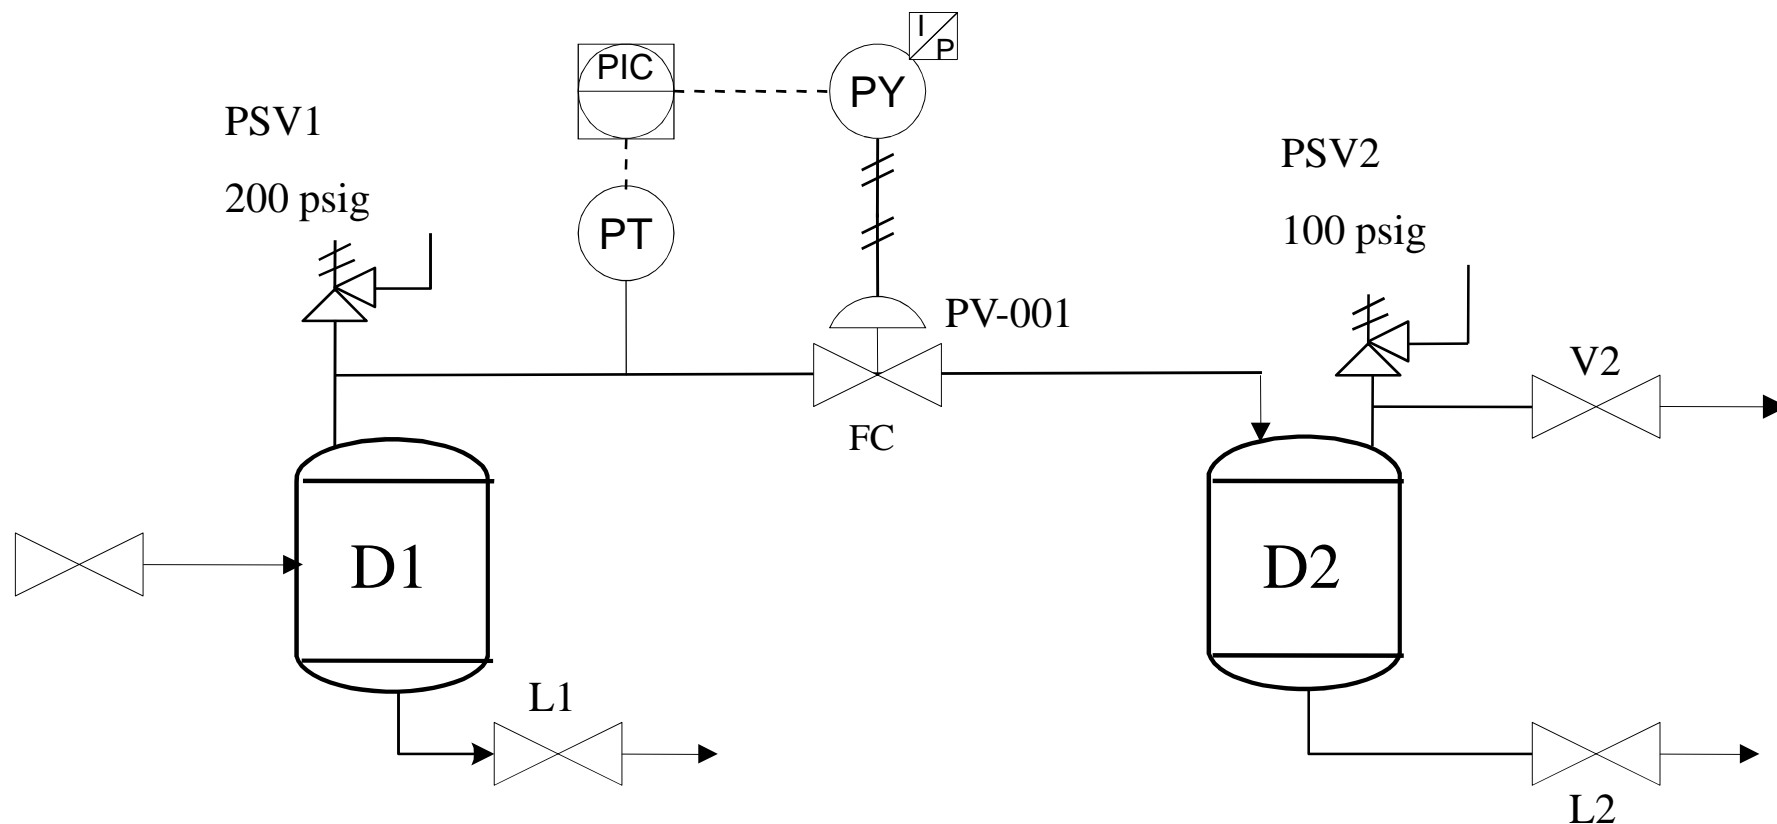 I
P
PIC
PY
PSV1
200 psig
PT
PSV2
100 psig
PV-001
FC
V2
D1
D2
L1
L2